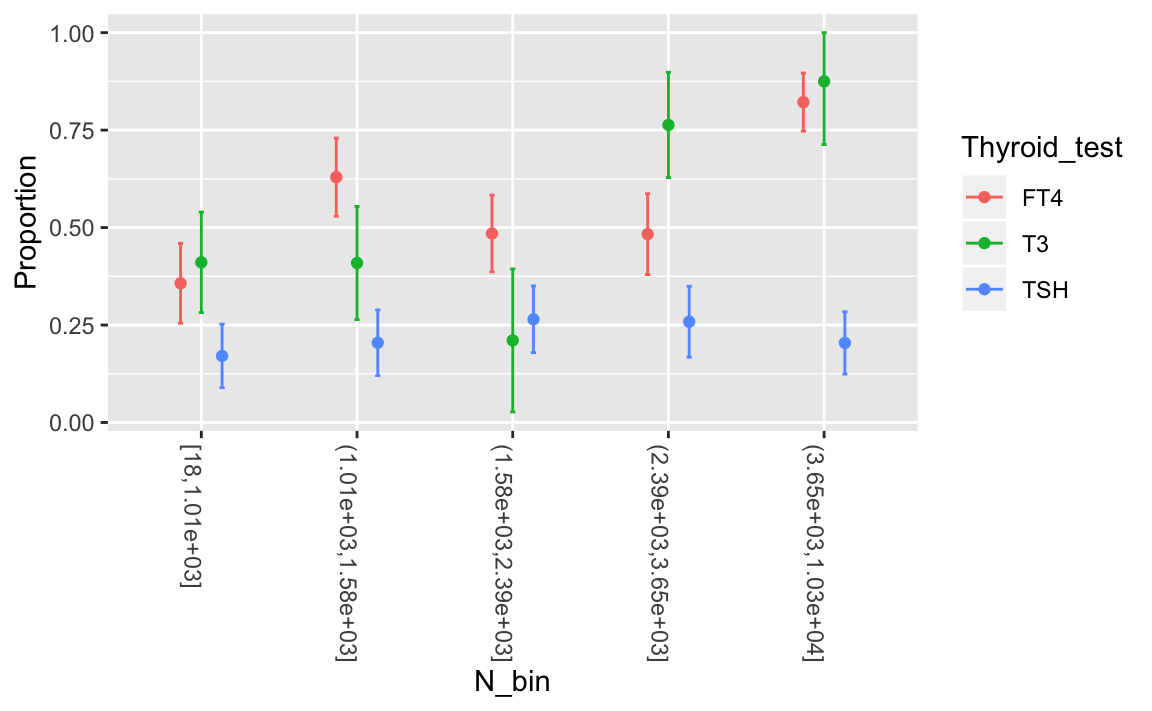 1.00
0.75
0.50
0.25
0.00
Proportion
[18,1.01e+03]
(1.01e+03,1.58e+03]
(1.58e+03,2.39e+03]
(2.39e+03,3.65e+03]
(3.65e+03,1.03e+04]
N_bin
Thyroid_test
FT4
T3
TSH